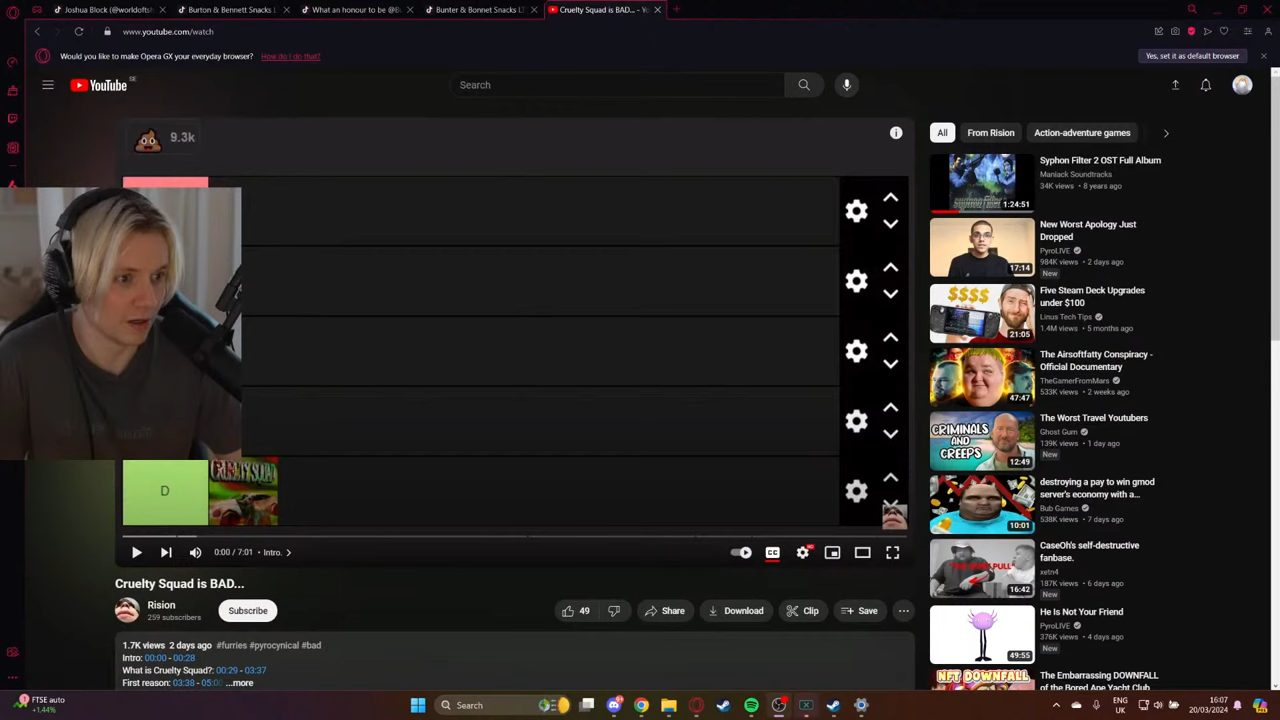 Joshua Block (@worldoftsh
Burton & Bennett Snacks L
What an honour to be @Bu
Bunter & Bonnet Snacks LT
Cruelty Squad is BAD... - Yo
www.youtube.com/watch
Would you like to make Opera GX your everyday browser? How do I do that?
Yes, set it as default browser
YouTube SE
Search
9.3k
All
From Rision
Action-adventure games
Syphon Filter 2 OST Full Album
Maniack Soundtracks
34K views • 8 years ago
1:24:51
New Worst Apology Just
Dropped
PyroLIVE
984K views • 2 days ago
New
17:14
$$$$
Five Steam Deck Upgrades
under $100
Linus Tech Tips
1.4M views • 5 months ago
21:05
The Airsoftfatty Conspiracy -
Official Documentary
TheGamerFromMars
533K views • 2 weeks ago
47:47
CRIMINALS
AND
CREEPS
The Worst Travel Youtubers
Ghost Gum
139K views • 1 day ago
New
12:49
destroying a pay to win gmod
server's economy with a...
Bub Games
538K views • 7 days ago
10:01
CaseOh's self-destructive
fanbase.
xetn4
187K views • 6 days ago
New
16:42
He Is Not Your Friend
PyroLIVE
376K views • 4 days ago
New
49:55
NFT DOWNFALL
The Embarrassing DOWNFALL
of the Bored Ape Yacht Club
D
CRUELTY SQUAD
0:00 / 7:01 • Intro.
CC
Cruelty Squad is BAD...
Rision
259 subscribers
Subscribe
49
Share
Download
Clip
Save
1.7K views 2 days ago #furries #pyrocynical #bad
Intro: 00:00 - 00:28
What is Cruelty Squad?: 00:29 - 03:37
First reason: 03:38 - 05:00 ...more
FTSE auto
+1.44%
Search
ENG
UK
16:07
20/03/2024